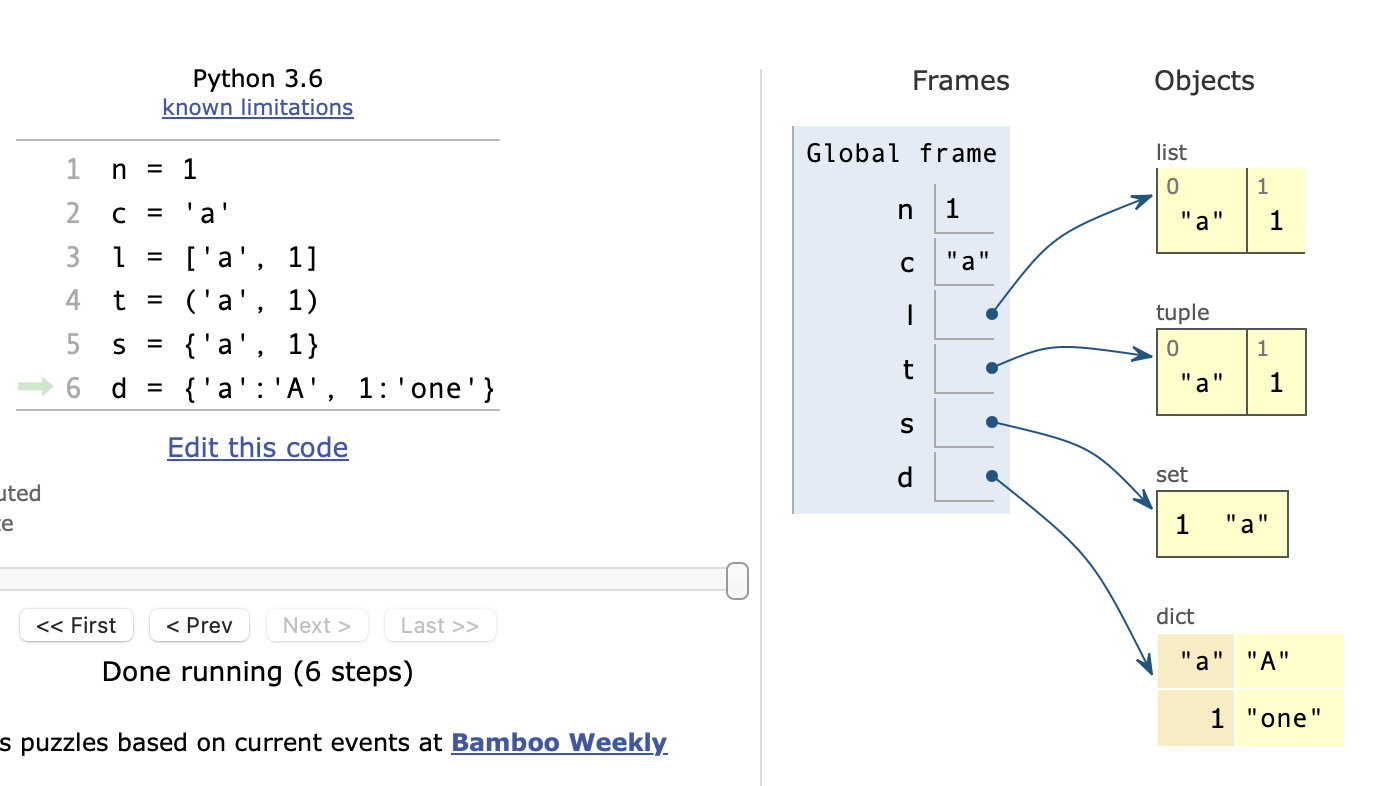 Python 3.6
known limitations
1 n = 1
2 c = 'a'
3 l = ['a', 1]
4 t = ('a', 1)
5 s = {'a', 1}
6 d = {'a':'A', 1:'one'}
Edit this code
uted
te
<< First < Prev Next > Last >>
Done running (6 steps)
s puzzles based on current events at Bamboo Weekly
Frames Objects
Global frame
n 1
c "a"
l
t
s
d
list
0 1
"a" 1
tuple
0 1
"a" 1
set
1 "a"
dict
"a" "A"
1 "one"